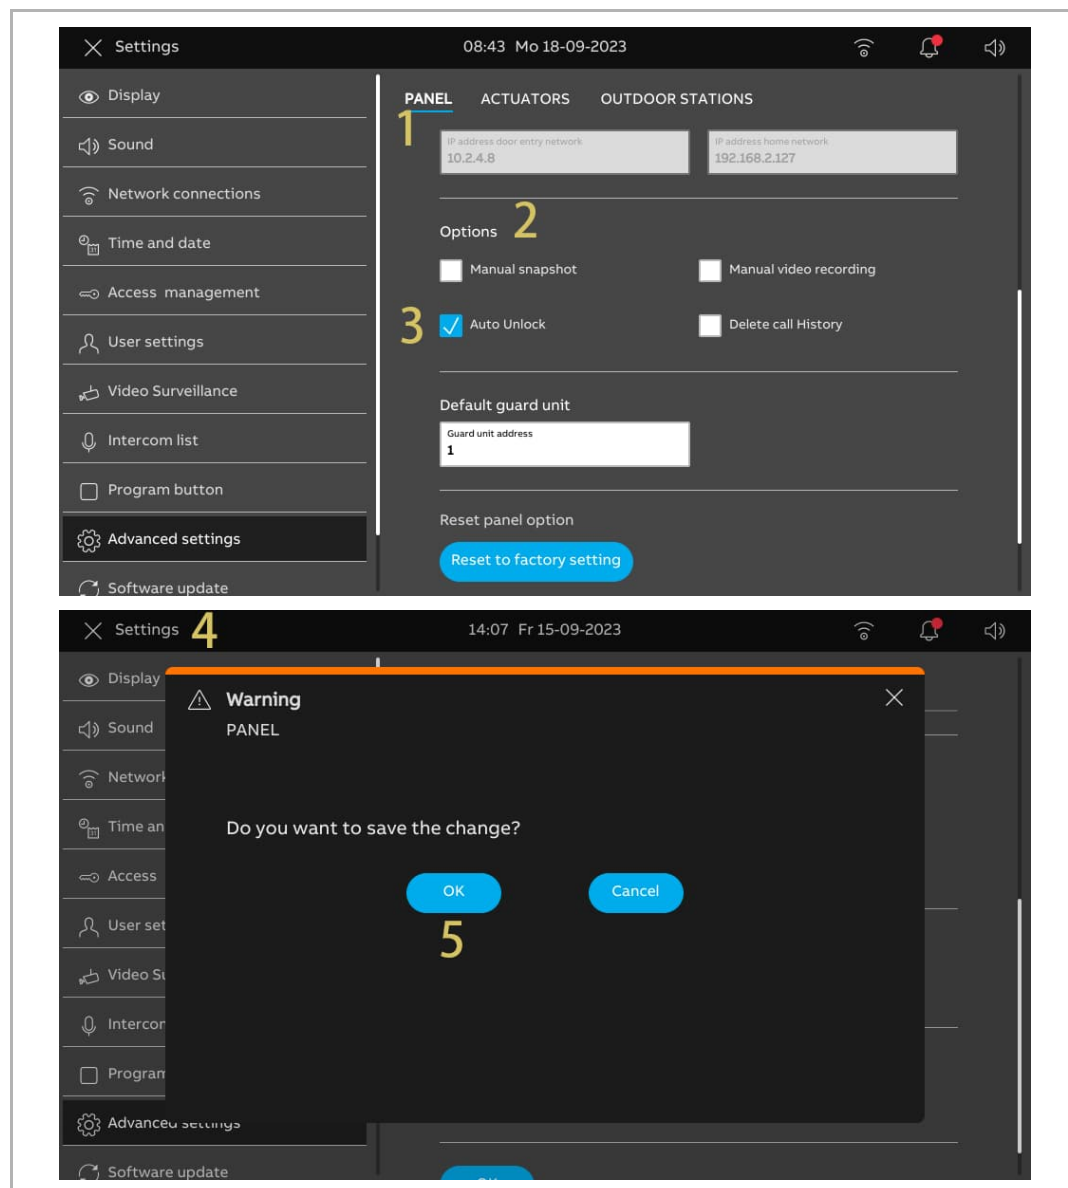 Settings
08:43 Mo 18-09-2023
Display
Sound
Network connections
Time and date
Access management
User settings
Video Surveillance
Intercom list
Program button
Advanced settings
Software update
PANEL ACTUATORS OUTDOOR STATIONS
1
IP address door entry network
10.2.4.8
IP address home network
192.168.2.127
Options 2
Manual snapshot
Manual video recording
3
Auto Unlock
Delete call History
Default guard unit
Guard unit address
1
Reset panel option
Reset to factory setting
Settings 4
14:07 Fr 15-09-2023
Display
Sound
Network
Time an
Access
User set
Video Su
Intercom
Program
Advanced settings
Software update
Warning
PANEL
Do you want to save the change?
OK
Cancel
5